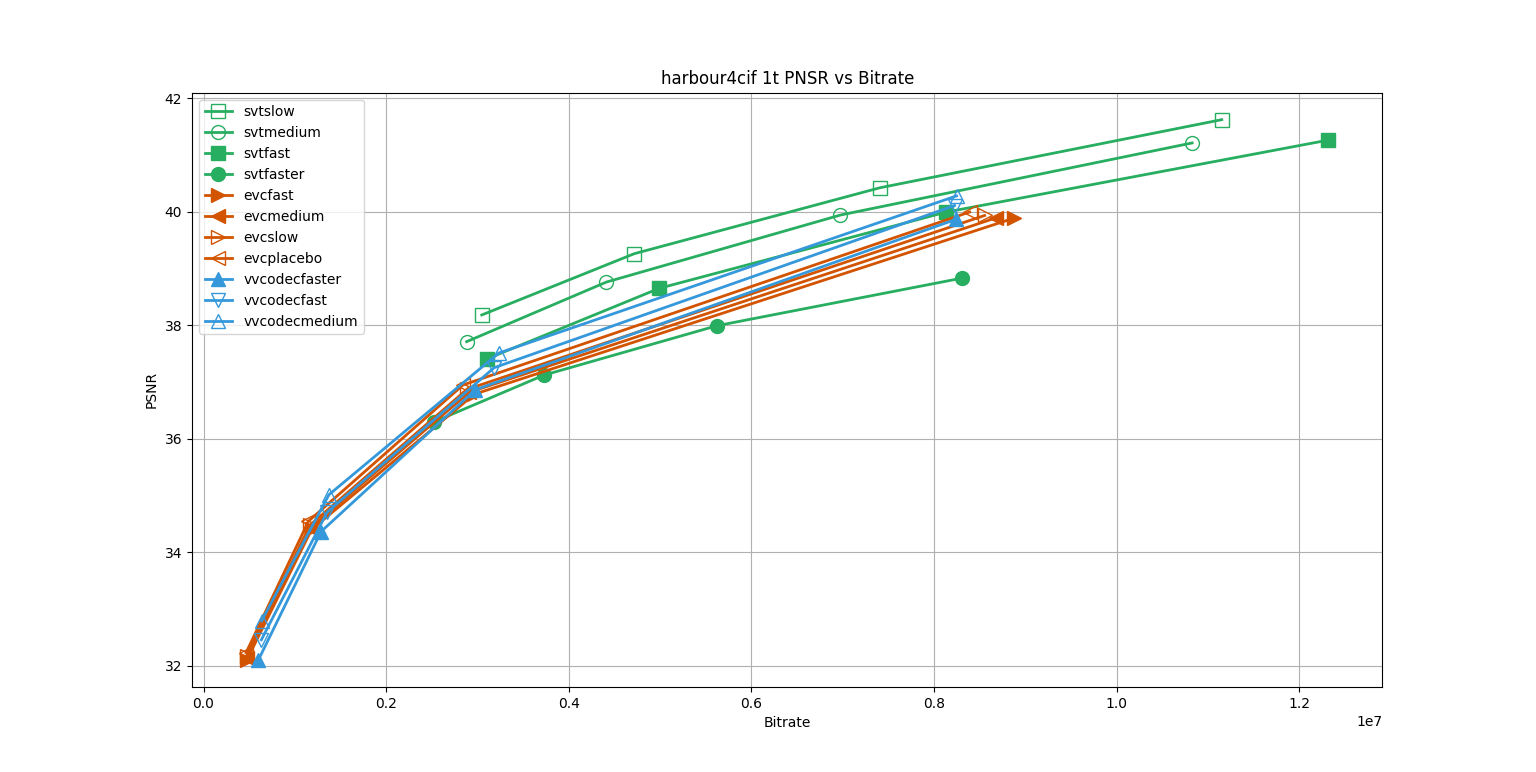 harbour4cif 1t PNSR vs Bitrate
42
40
38
36
34
32
PSNR
svtslow
svtmedium
svtfast
svtfaster
evcfast
evcmedium
evcslow
evcplacebo
vvcodecfaster
vvcodecfast
vvcodecmedium
0.0 0.2 0.4 0.6 0.8 1.0 1.2
Bitrate
1e7